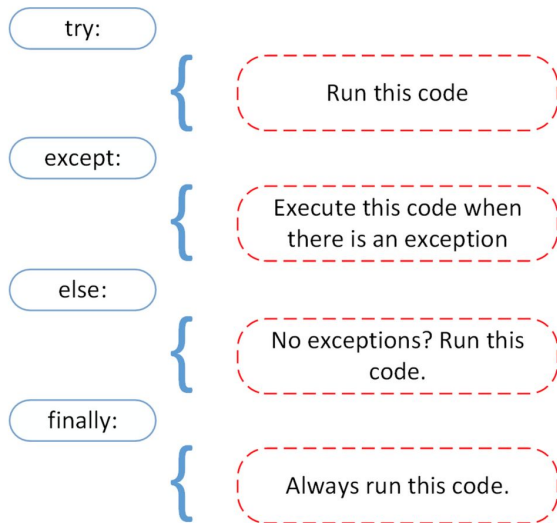 try:
Run this code
except:
Execute this code when
there is an exception
else:
No exceptions? Run this
code.
finally:
Always run this code.